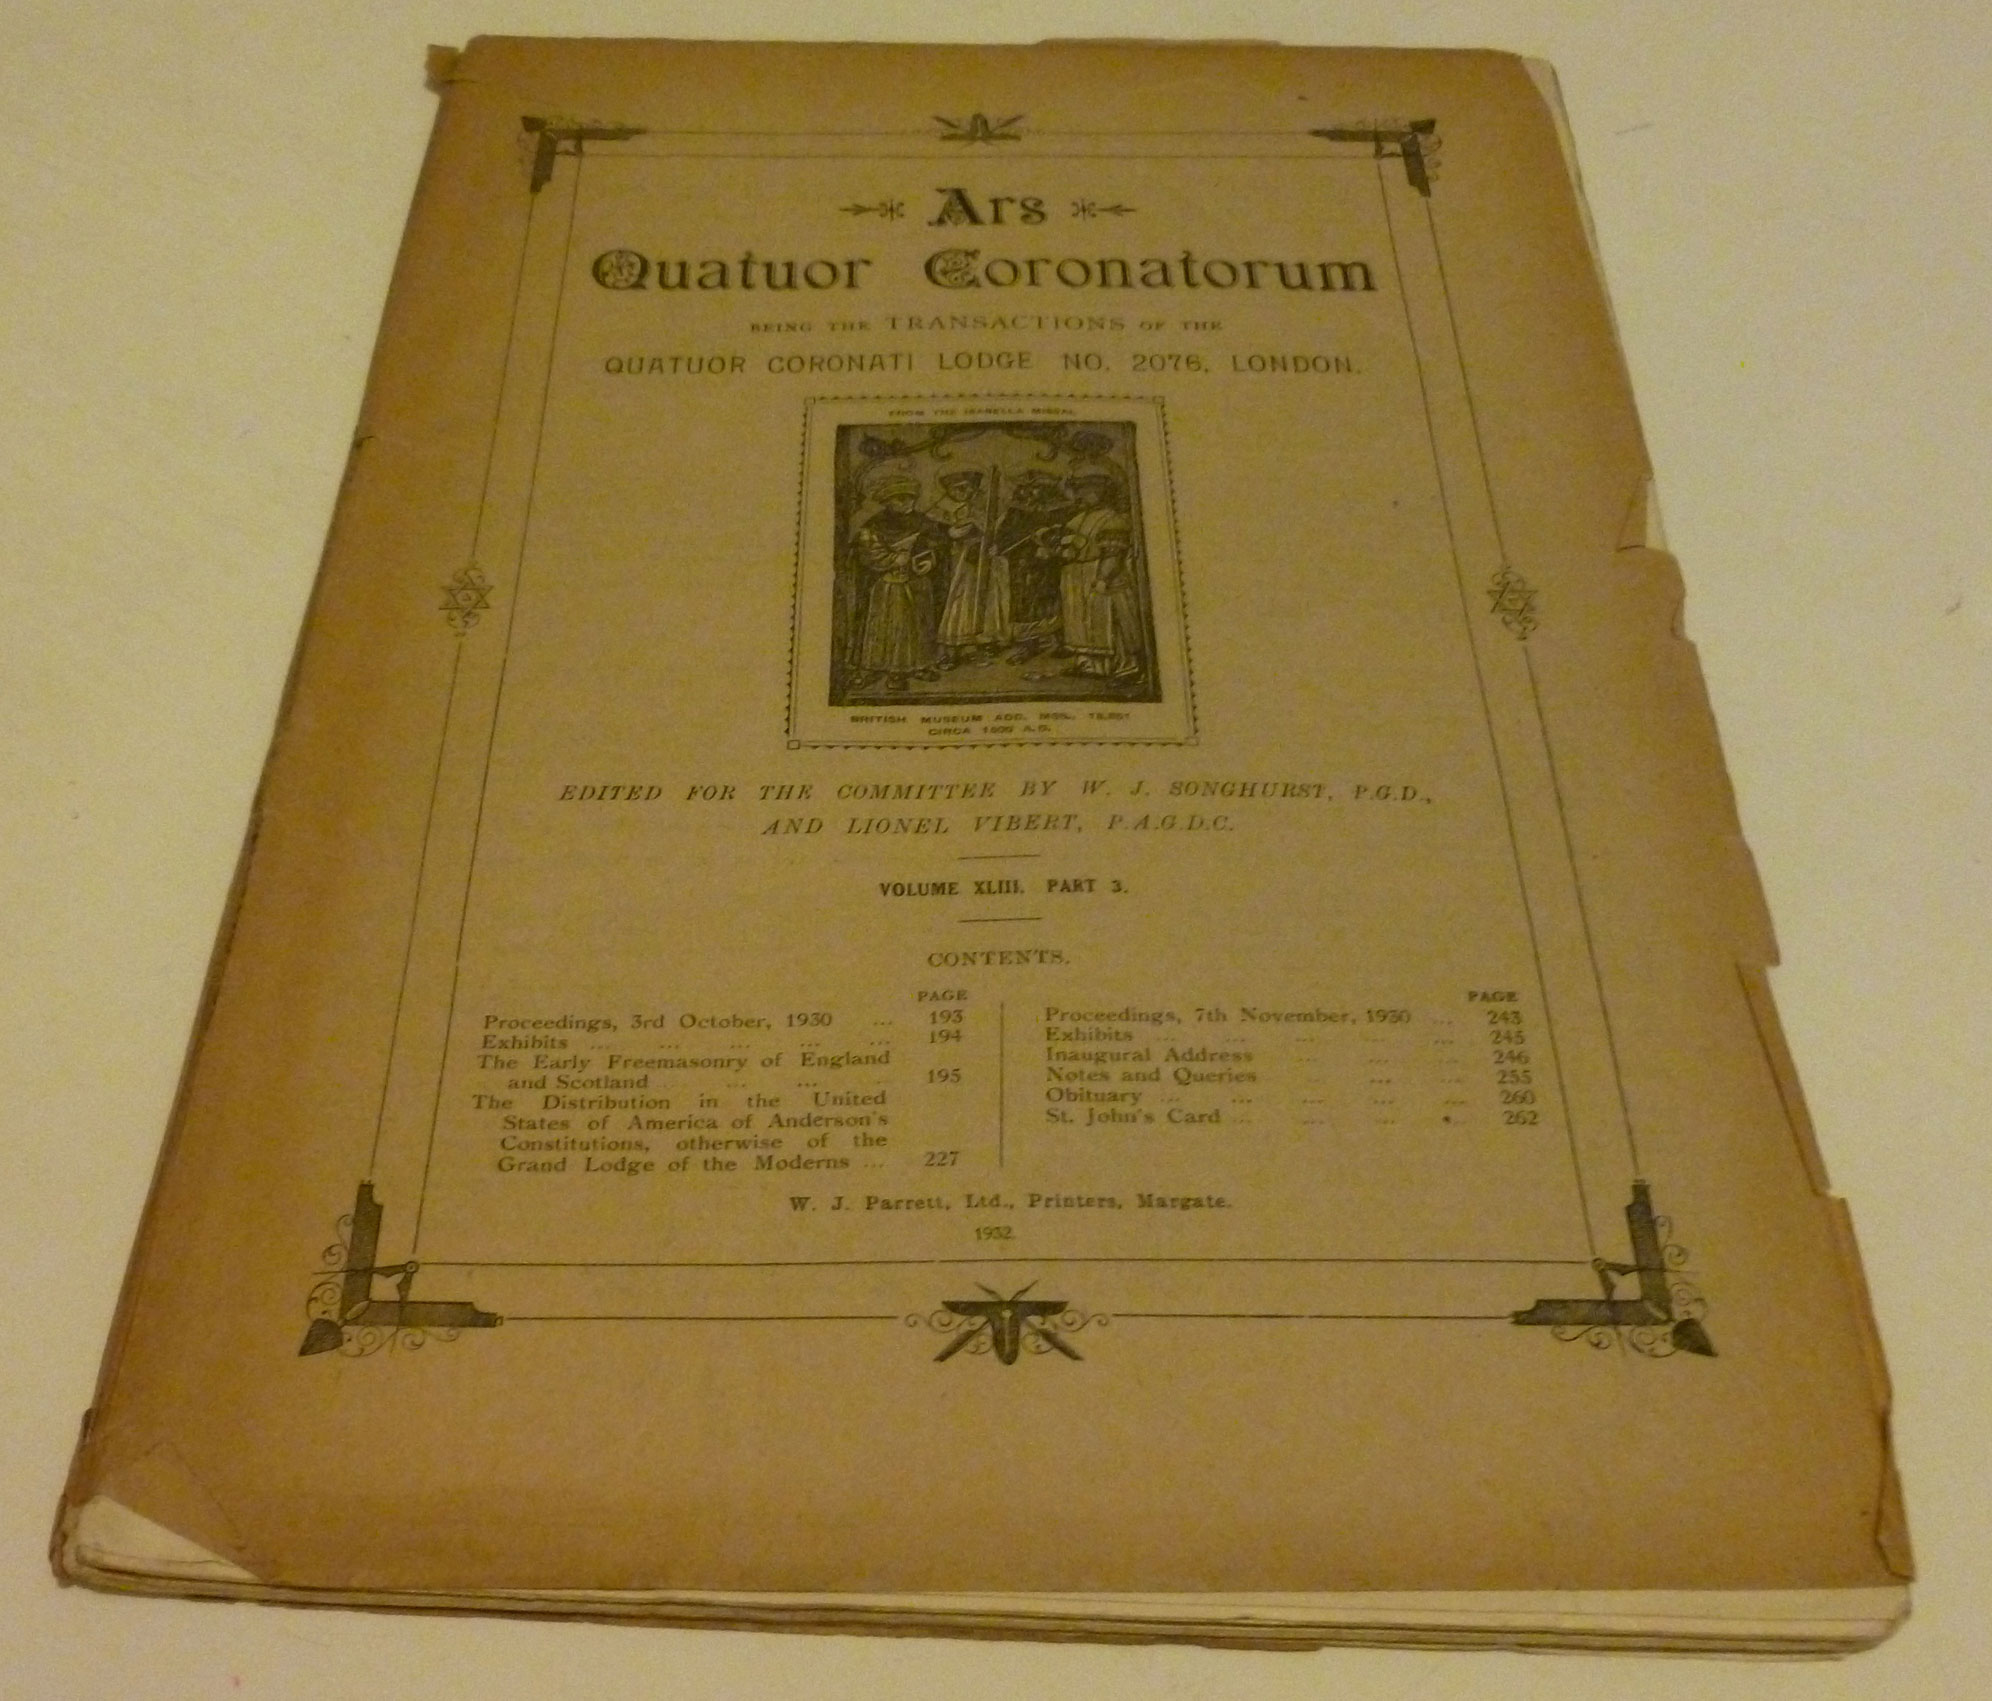 Ars
Quatuor Coronatorum
BEING THE TRANSACTIONS OF THE
QUATUOR CORONATI LODGE NO. 2076, LONDON.
FROM THE ISABELLA MISSAL
BRITISH MUSEUM ADD. MSS., 18,851
CIRCA 1500 A.D.
EDITED FOR THE COMMITTEE BY W. J. SONGHURST, P.G.D.,
AND LIONEL VIBERT, P.A.G.D.C.
VOLUME XLIII. PART 3.
CONTENTS.
PAGE
Proceedings, 3rd October, 1930 ... 193
Exhibits ... ... ... ... ... 194
The Early Freemasonry of England
and Scotland ... ... ... 195
The Distribution in the United
States of America of Anderson's
Constitutions, otherwise of the
Grand Lodge of the Moderns ... 227
PAGE
Proceedings, 7th November, 1930 ... 243
Exhibits ... ... ... ... ... 245
Inaugural Address ... ... ... 246
Notes and Queries ... ... 255
Obituary ... ... ... ... ... 260
St. John's Card ... ... ... ... 262
W. J. Parrett, Ltd., Printers, Margate.
1932.